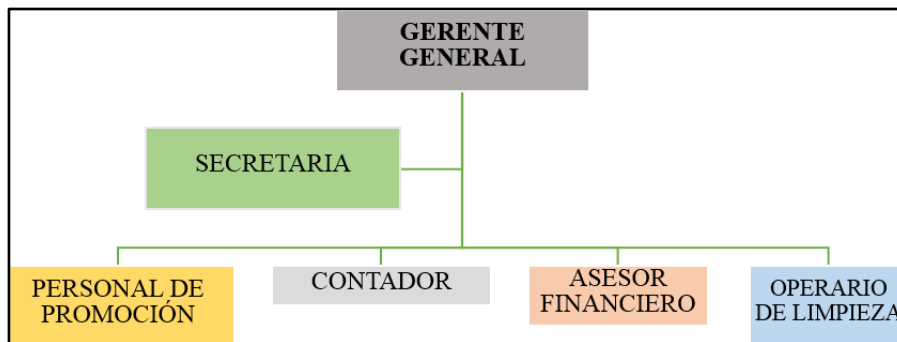 GERENTE
GENERAL
SECRETARIA
PERSONAL DE
PROMOCIÓN
CONTADOR
ASESOR
FINANCIERO
OPERARIO
DE LIMPIEZA